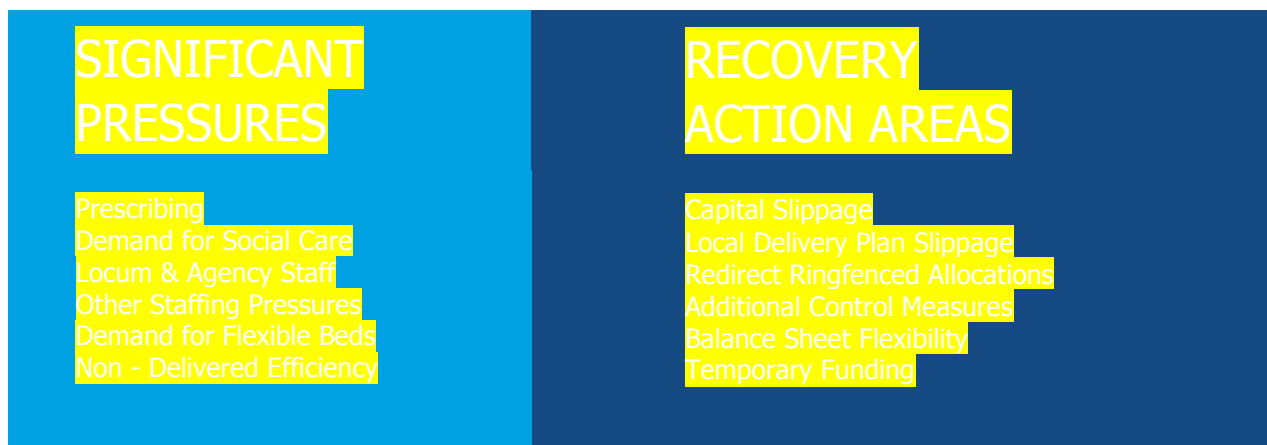 SIGNIFICANT
PRESSURES
Prescribing
Demand for Social Care
Locum & Agency Staff
Other Staffing Pressures
Demand for Flexible Beds
Non - Delivered Efficiency
RECOVERY
ACTION AREAS
Capital Slippage
Local Delivery Plan Slippage
Redirect Ringfenced Allocations
Additional Control Measures
Balance Sheet Flexibility
Temporary Funding